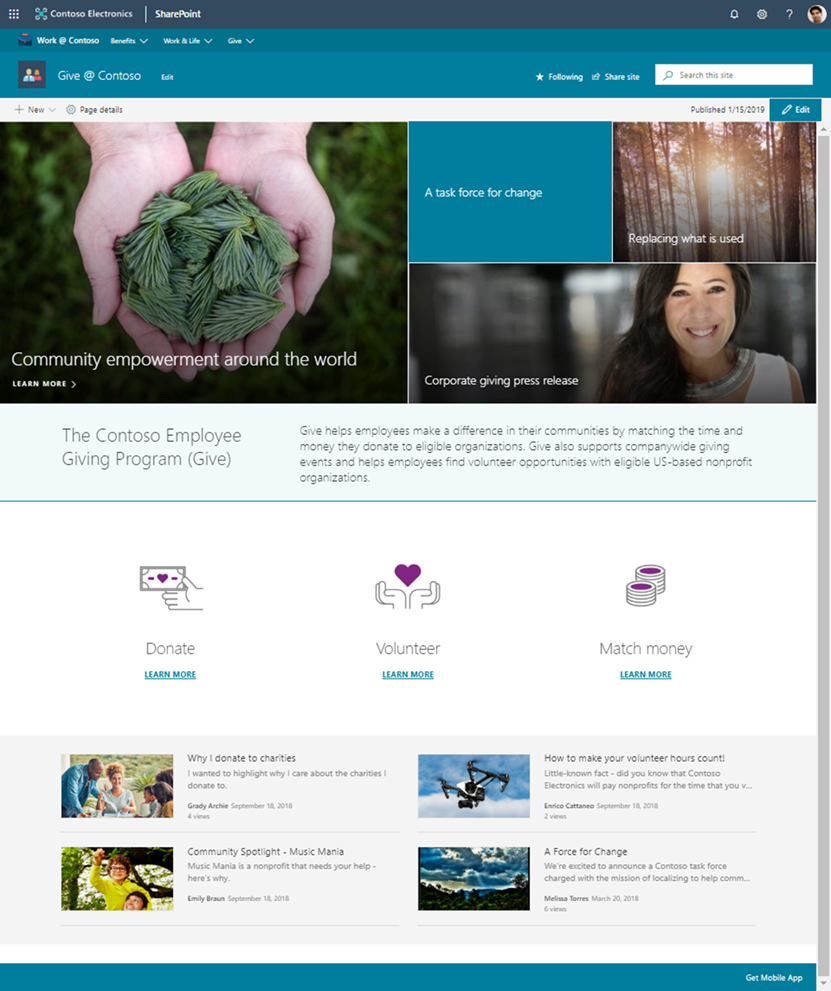 Contoso Electronics
SharePoint
?
Work @ Contoso
Benefits
Work & Life
Give
Give @ Contoso
Edit
Following
Share site
Search this site
New
Page details
Published 1/15/2019
Edit
Community empowerment around the world
LEARN MORE
A task force for change
Replacing what is used
Corporate giving press release
The Contoso Employee
Giving Program (Give)
Give helps employees make a difference in their communities by matching the time and
money they donate to eligible organizations. Give also supports companywide giving
events and helps employees find volunteer opportunities with eligible US-based nonprofit
organizations.
Donate
LEARN MORE
Volunteer
LEARN MORE
Match money
LEARN MORE
Why I donate to charities
I wanted to highlight why I care about the charities I
donate to.
Grady Archie September 18, 2018
4 views
How to make your volunteer hours count!
Little-known fact - did you know that Contoso
Electronics will pay nonprofits for the time that you v...
Enrico Cattaneo September 18, 2018
2 views
Community Spotlight - Music Mania
Music Mania is a nonprofit that needs your help -
here's why.
Emily Braun September 18, 2018
A Force for Change
We're excited to announce a Contoso task force
charged with the mission of localizing to help comm...
Melissa Torres March 20, 2018
6 views
Get Mobile App